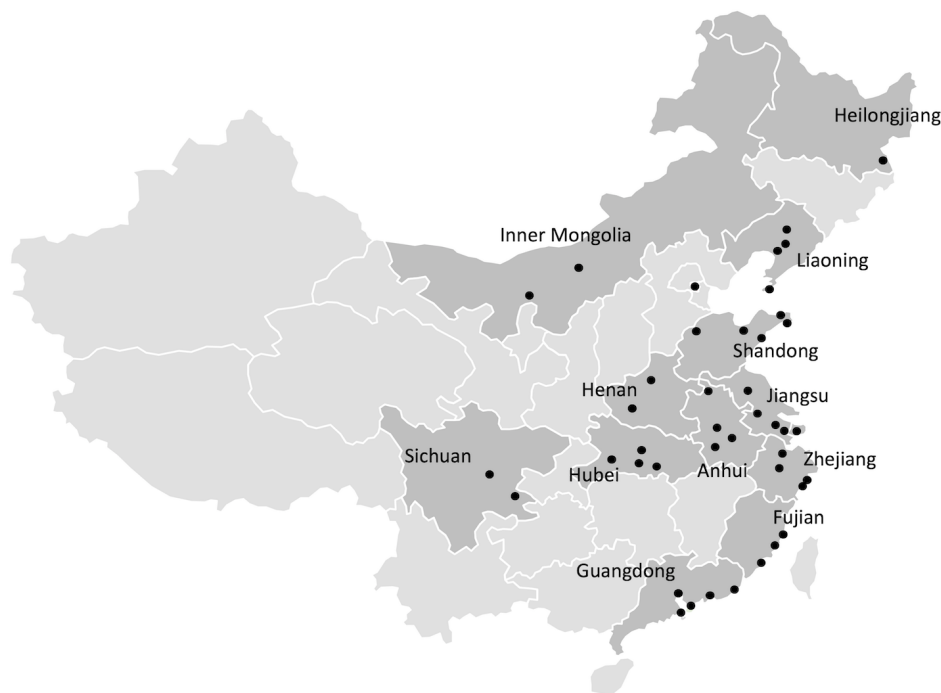 Heilongjiang
Inner Mongolia
Liaoning
Shandong
Henan
Jiangsu
Sichuan
Hubei
Anhui
Zhejiang
Fujian
Guangdong